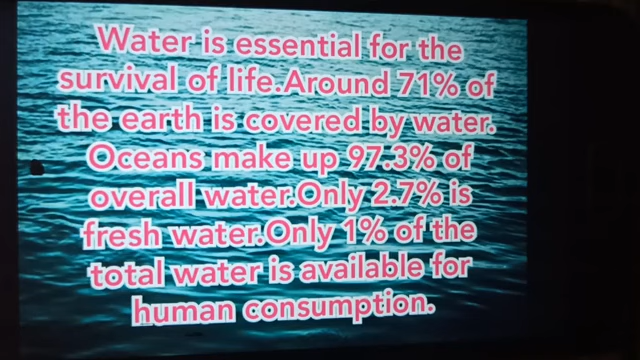 Water is essential for the
survival of life.Around 71% of
the earth is covered by water.
Oceans make up 97.3% of
overall water.Only 2.7% is
fresh water.Only 1% of the
total water is available for
human consumption.